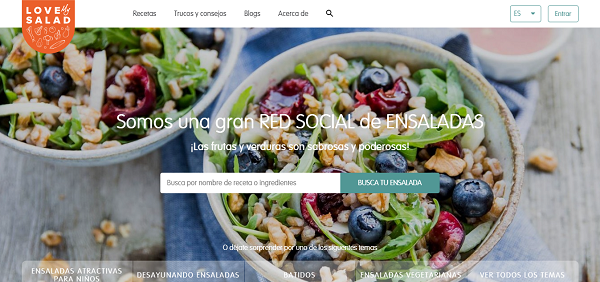 LOVE My
SALAD
Recetas Trucos y consejos Blogs Acerca de ES Entrar
Somos una gran RED SOCIAL de ENSALADAS
¡Las frutas y verduras son sabrosas y poderosas!
Busca por nombre de receta o ingredientes BUSCA TU ENSALADA
O déjate sorprender por uno de los siguientes temas
ENSALADAS ATRACTIVAS
PARA NIÑOS
DESAYUNANDO ENSALADAS
BATIDOS
ENSALADAS VEGETARIANAS
VER TODOS LOS TEMAS